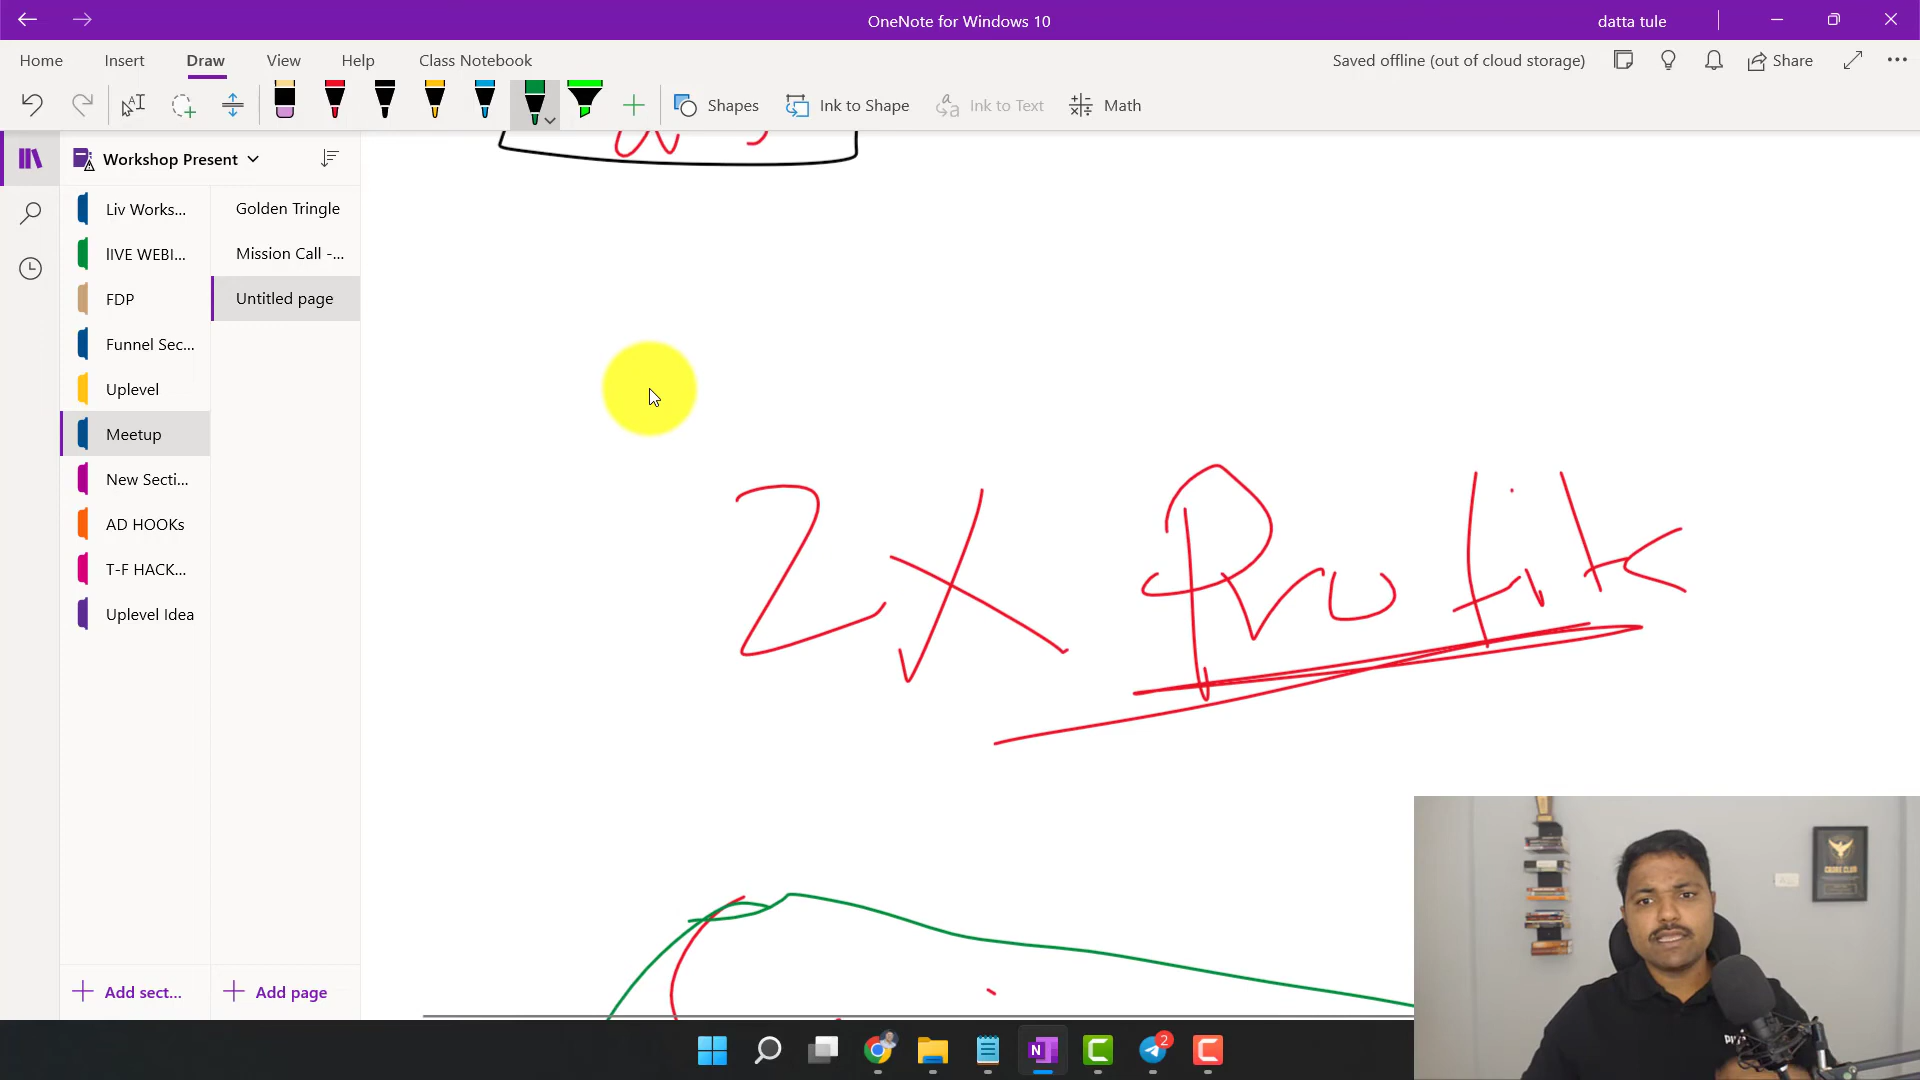 OneNote for Windows 10
datta tule
Home
Insert
Draw
View
Help
Class Notebook
Saved offline (out of cloud storage)
Share
Shapes
Ink to Shape
Ink to Text
Math
Workshop Present
Liv Works...
lIVE WEBI...
FDP
Funnel Sec...
Uplevel
Meetup
New Secti...
AD HOOKs
T-F HACK...
Uplevel Idea
Golden Tringle
Mission Call -...
Untitled page
2X Profit
Add sect...
Add page
2